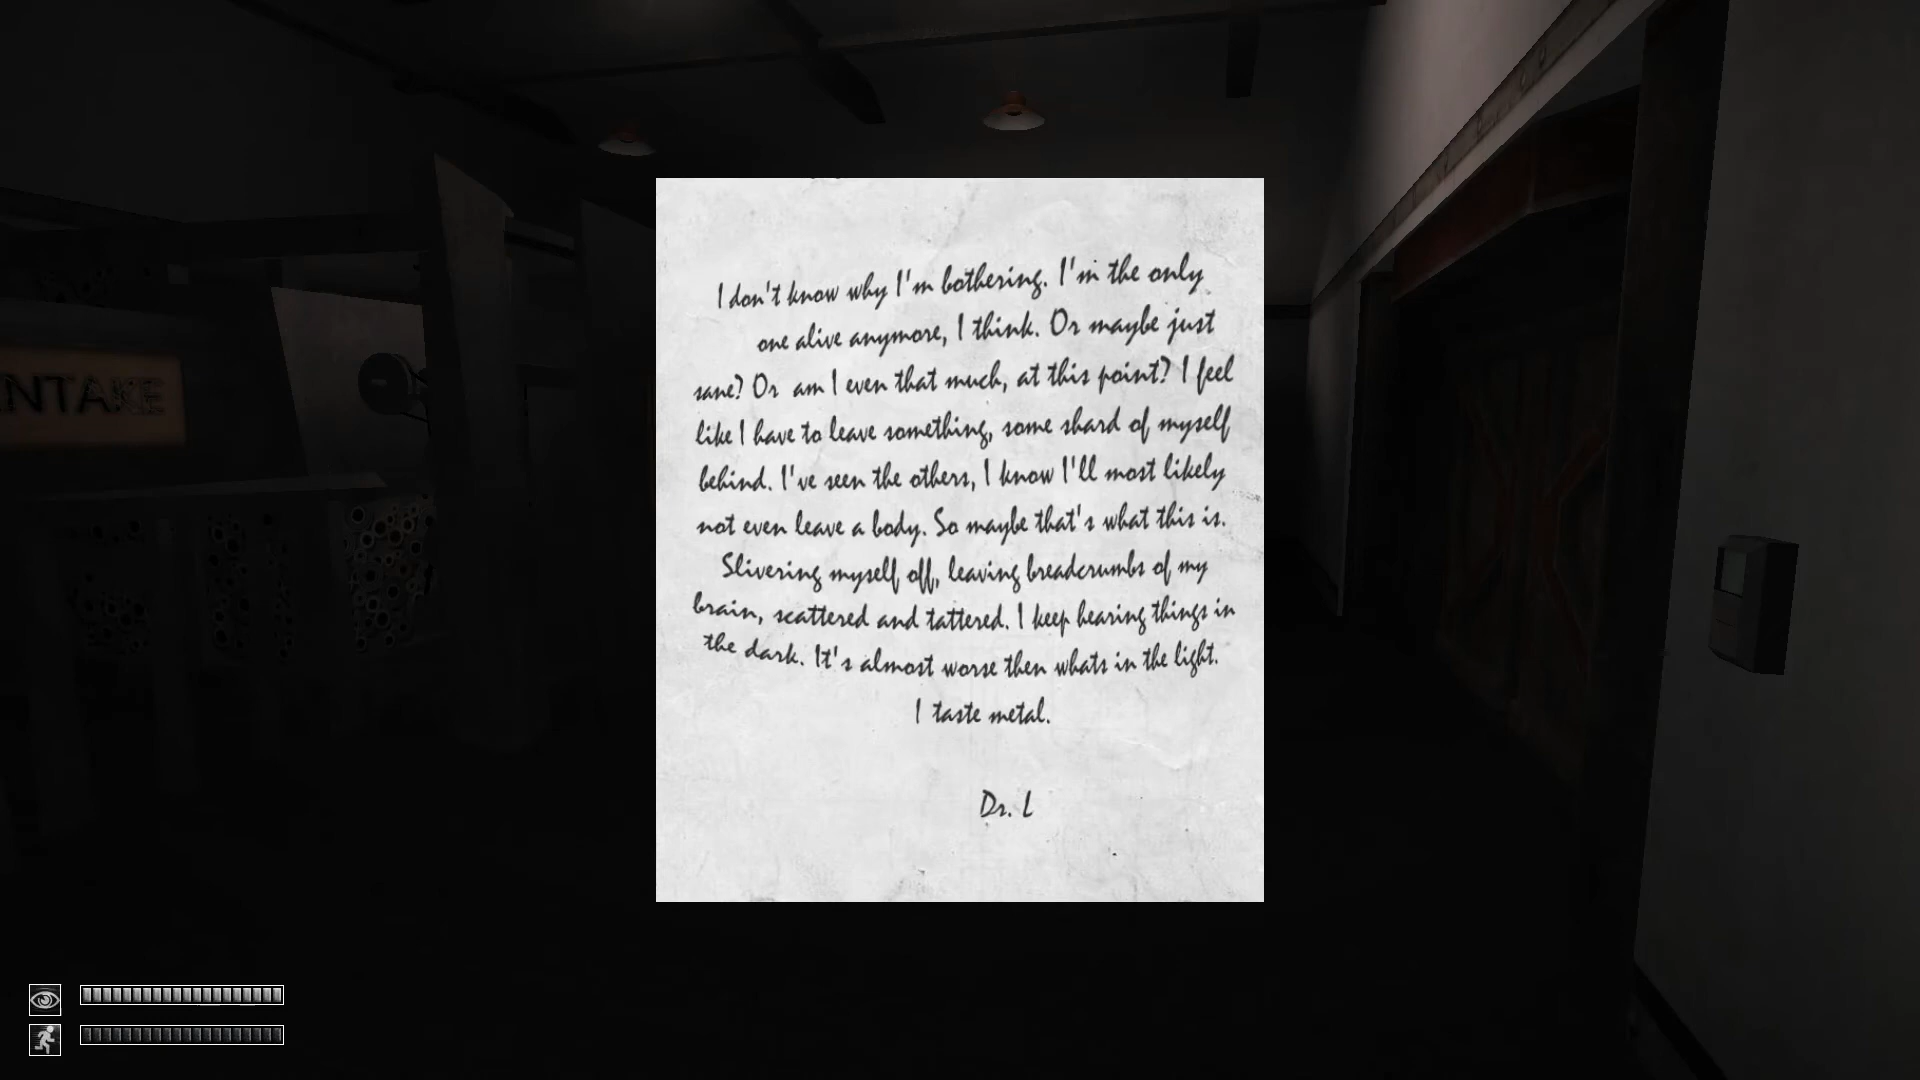 NTAKE
I don't know why I'm bothering. I'm the only
one alive anymore, I think. Or maybe just
sane? Or am I even that much, at this point? I feel
like I have to leave something, some shard of myself
behind. I've seen the others, I know I'll most likely
not even leave a body. So maybe that's what this is.
Slivering myself off, leaving breadcrumbs of my
brain, scattered and tattered. I keep hearing things in
the dark. It's almost worse then whats in the light.
I taste metal.
Dr. L